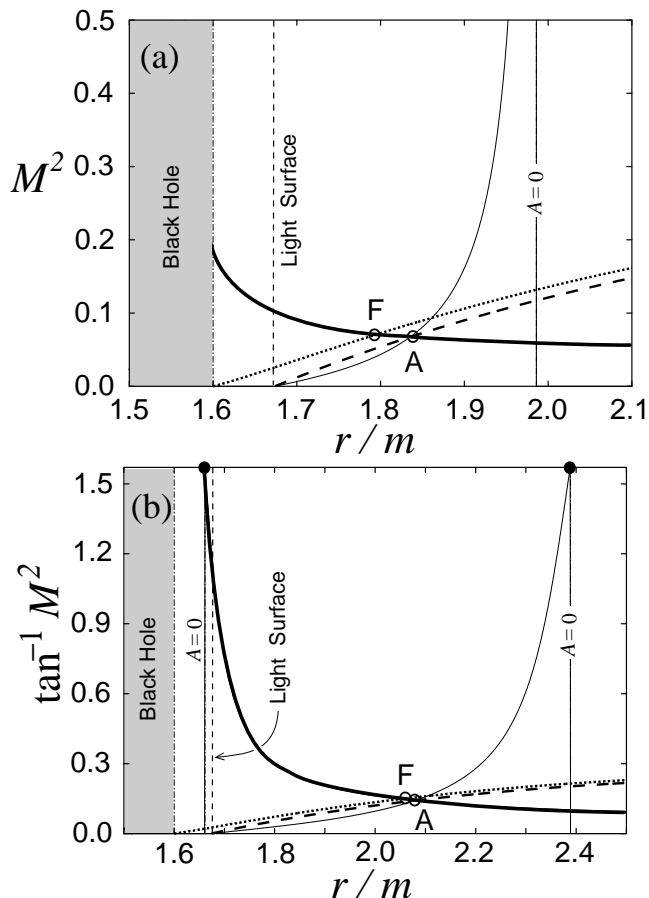 (a)
0.5
0.4
0.3
0.2
0.1
0.0
M²
Black Hole
Light Surface
A = 0
F
A
1.5 1.6 1.7 1.8 1.9 2.0 2.1
r / m
(b)
1.5
1.2
0.9
0.6
0.3
0.0
tan⁻¹ M²
Black Hole
A = 0
Light Surface
A = 0
F
A
1.6 1.8 2.0 2.2 2.4
r / m